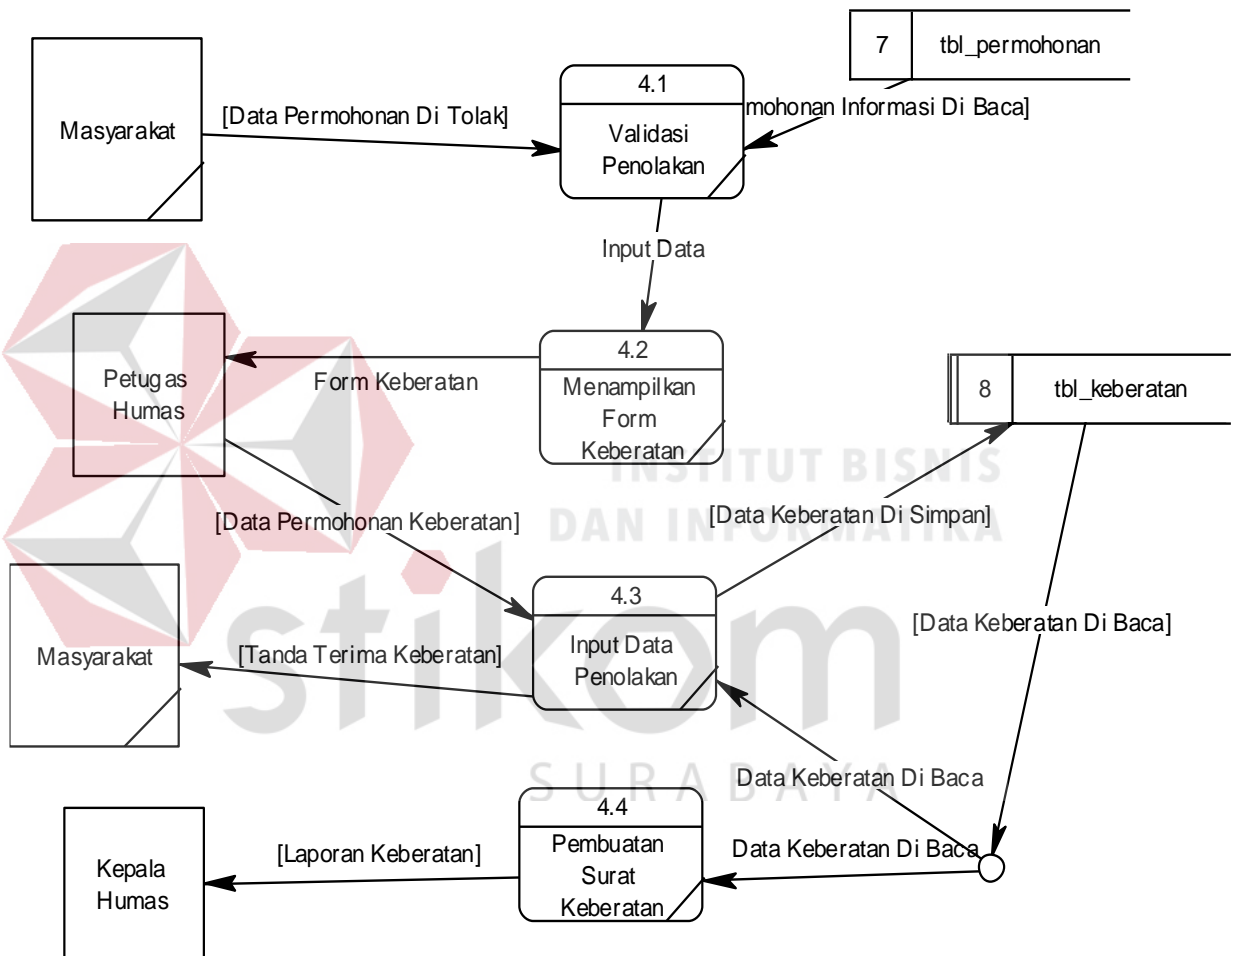 7 tbl_permohonan
4.1
[Data Permohonan Di Tolak]
mohonan Informasi Di Baca]
Masyarakat
Validasi
Penolakan
Input Data
4.2
Form Keberatan
Petugas
Humas
Menampilkan
Form
Keberatan
8 tbl_keberatan
INSTITUT BISNIS
DAN INFORMATIKA
[Data Permohonan Keberatan]
[Data Keberatan Di Simpan]
4.3
[Data Keberatan Di Baca]
Masyarakat
[Tanda Terima Keberatan]
Input Data
Penolakan
stikom
SURABAYA
Data Keberatan Di Baca
4.4
Kepala
Humas
[Laporan Keberatan]
Pembuatan
Surat
Keberatan
Data Keberatan Di Baca